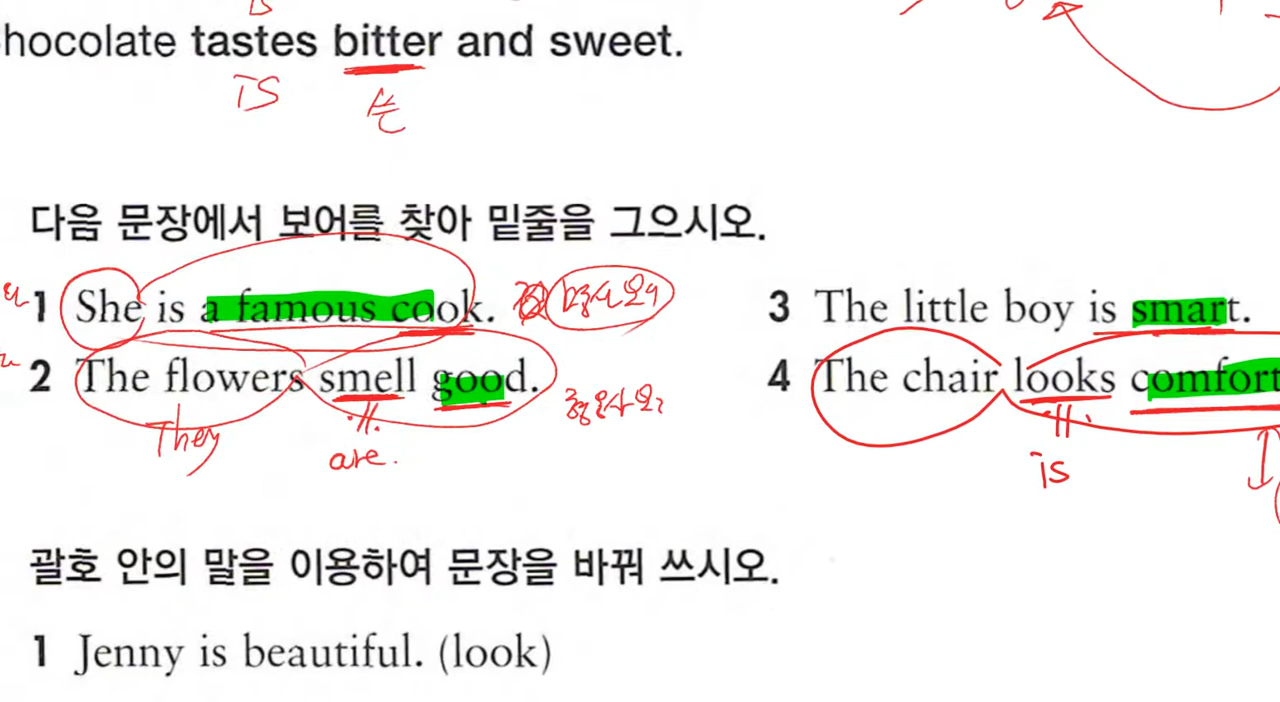 hocolate tastes bitter and sweet.
is 쓴
다음 문장에서 보어를 찾아 밑줄을 그으시오.
1 She is a famous cook. 명사보어
2 The flowers smell good. 형용사보어
They are.
3 The little boy is smart.
4 The chair looks comfort
is
괄호 안의 말을 이용하여 문장을 바꿔 쓰시오.
1 Jenny is beautiful. (look)